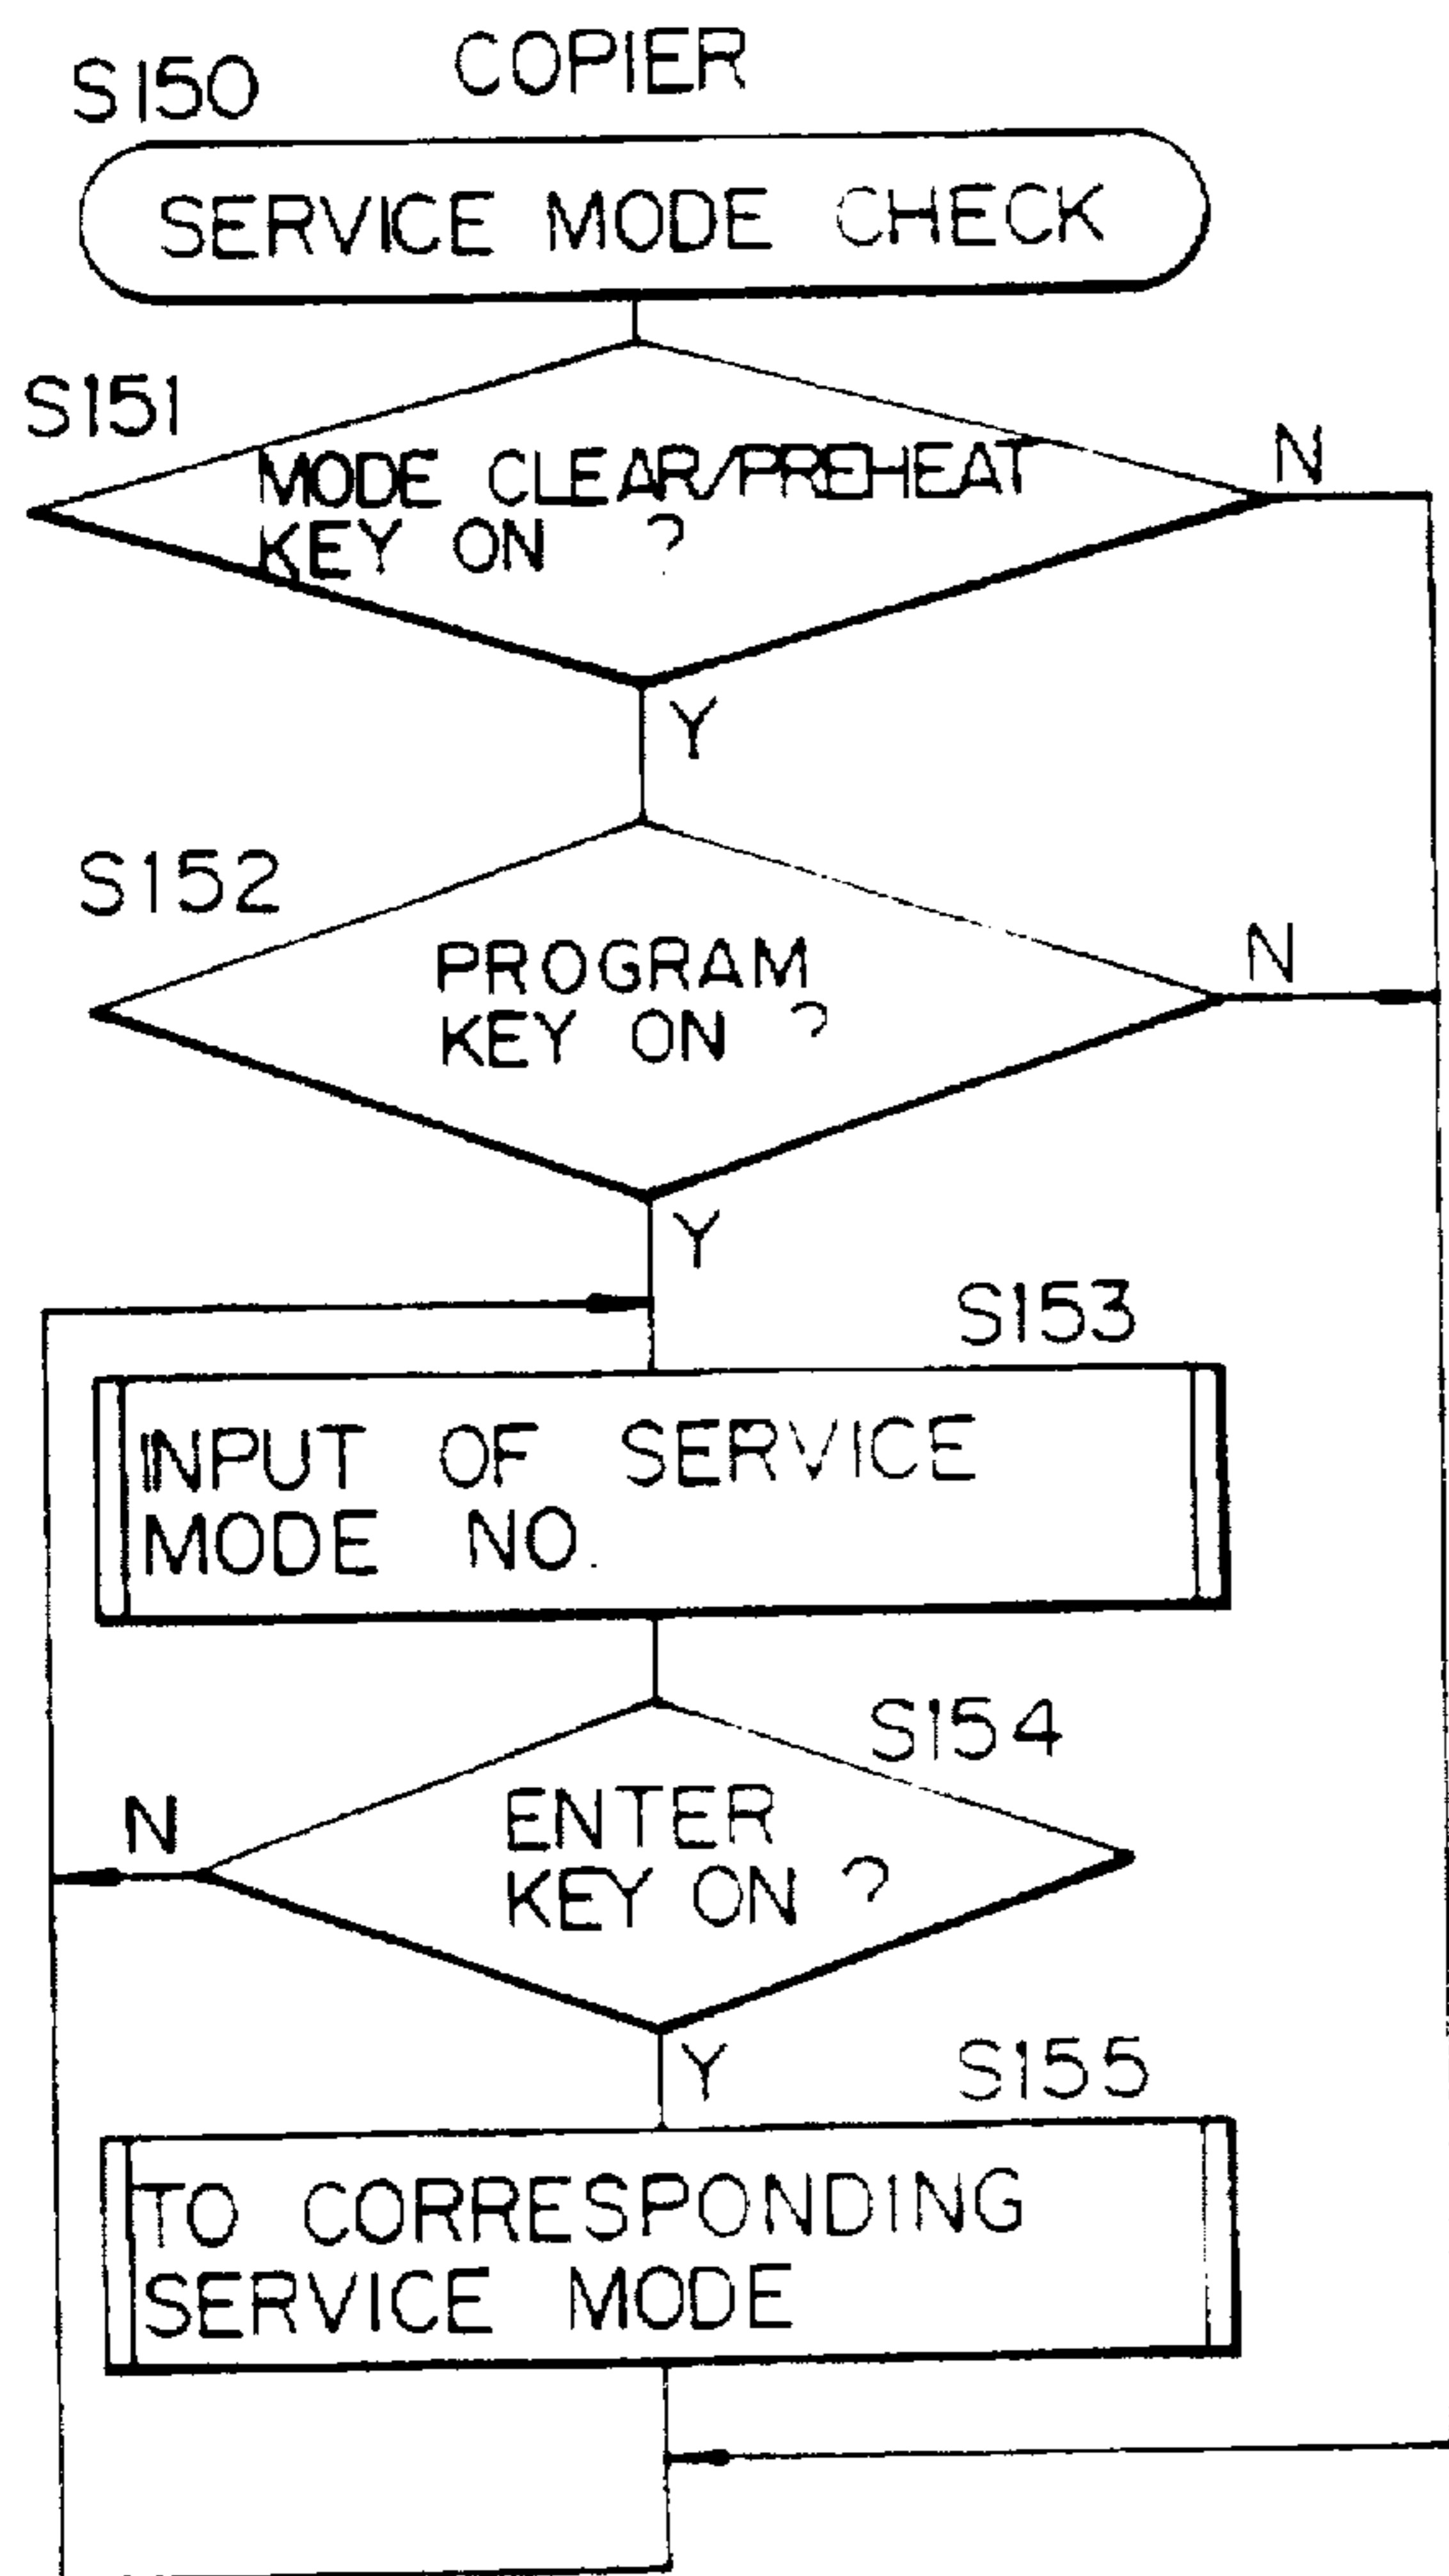 COPIER
S150
SERVICE MODE CHECK
S151
MODE CLEAR/PREHEAT
KEY ON ?
N
Y
S152
PROGRAM
KEY ON ?
N
Y
S153
INPUT OF SERVICE
MODE NO.
S154
ENTER
KEY ON ?
N
Y
S155
TO CORRESPONDING
SERVICE MODE